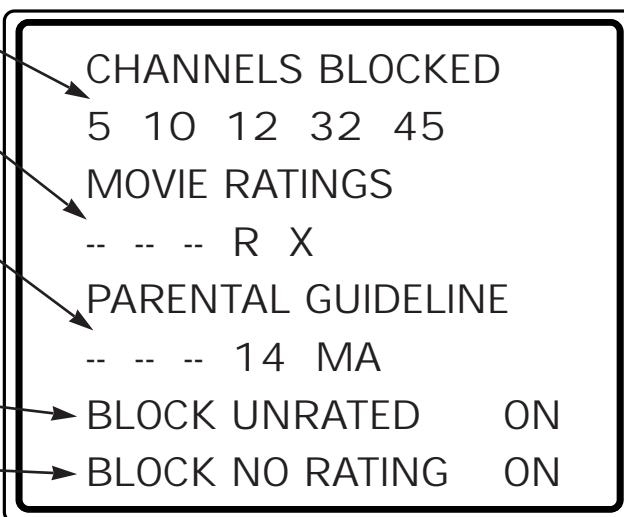 CHANNELS BLOCKED
5 10 12 32 45
MOVIE RATINGS
-- -- -- R X
PARENTAL GUIDELINE
-- -- -- 14 MA
BLOCK UNRATED ON
BLOCK NO RATING ON